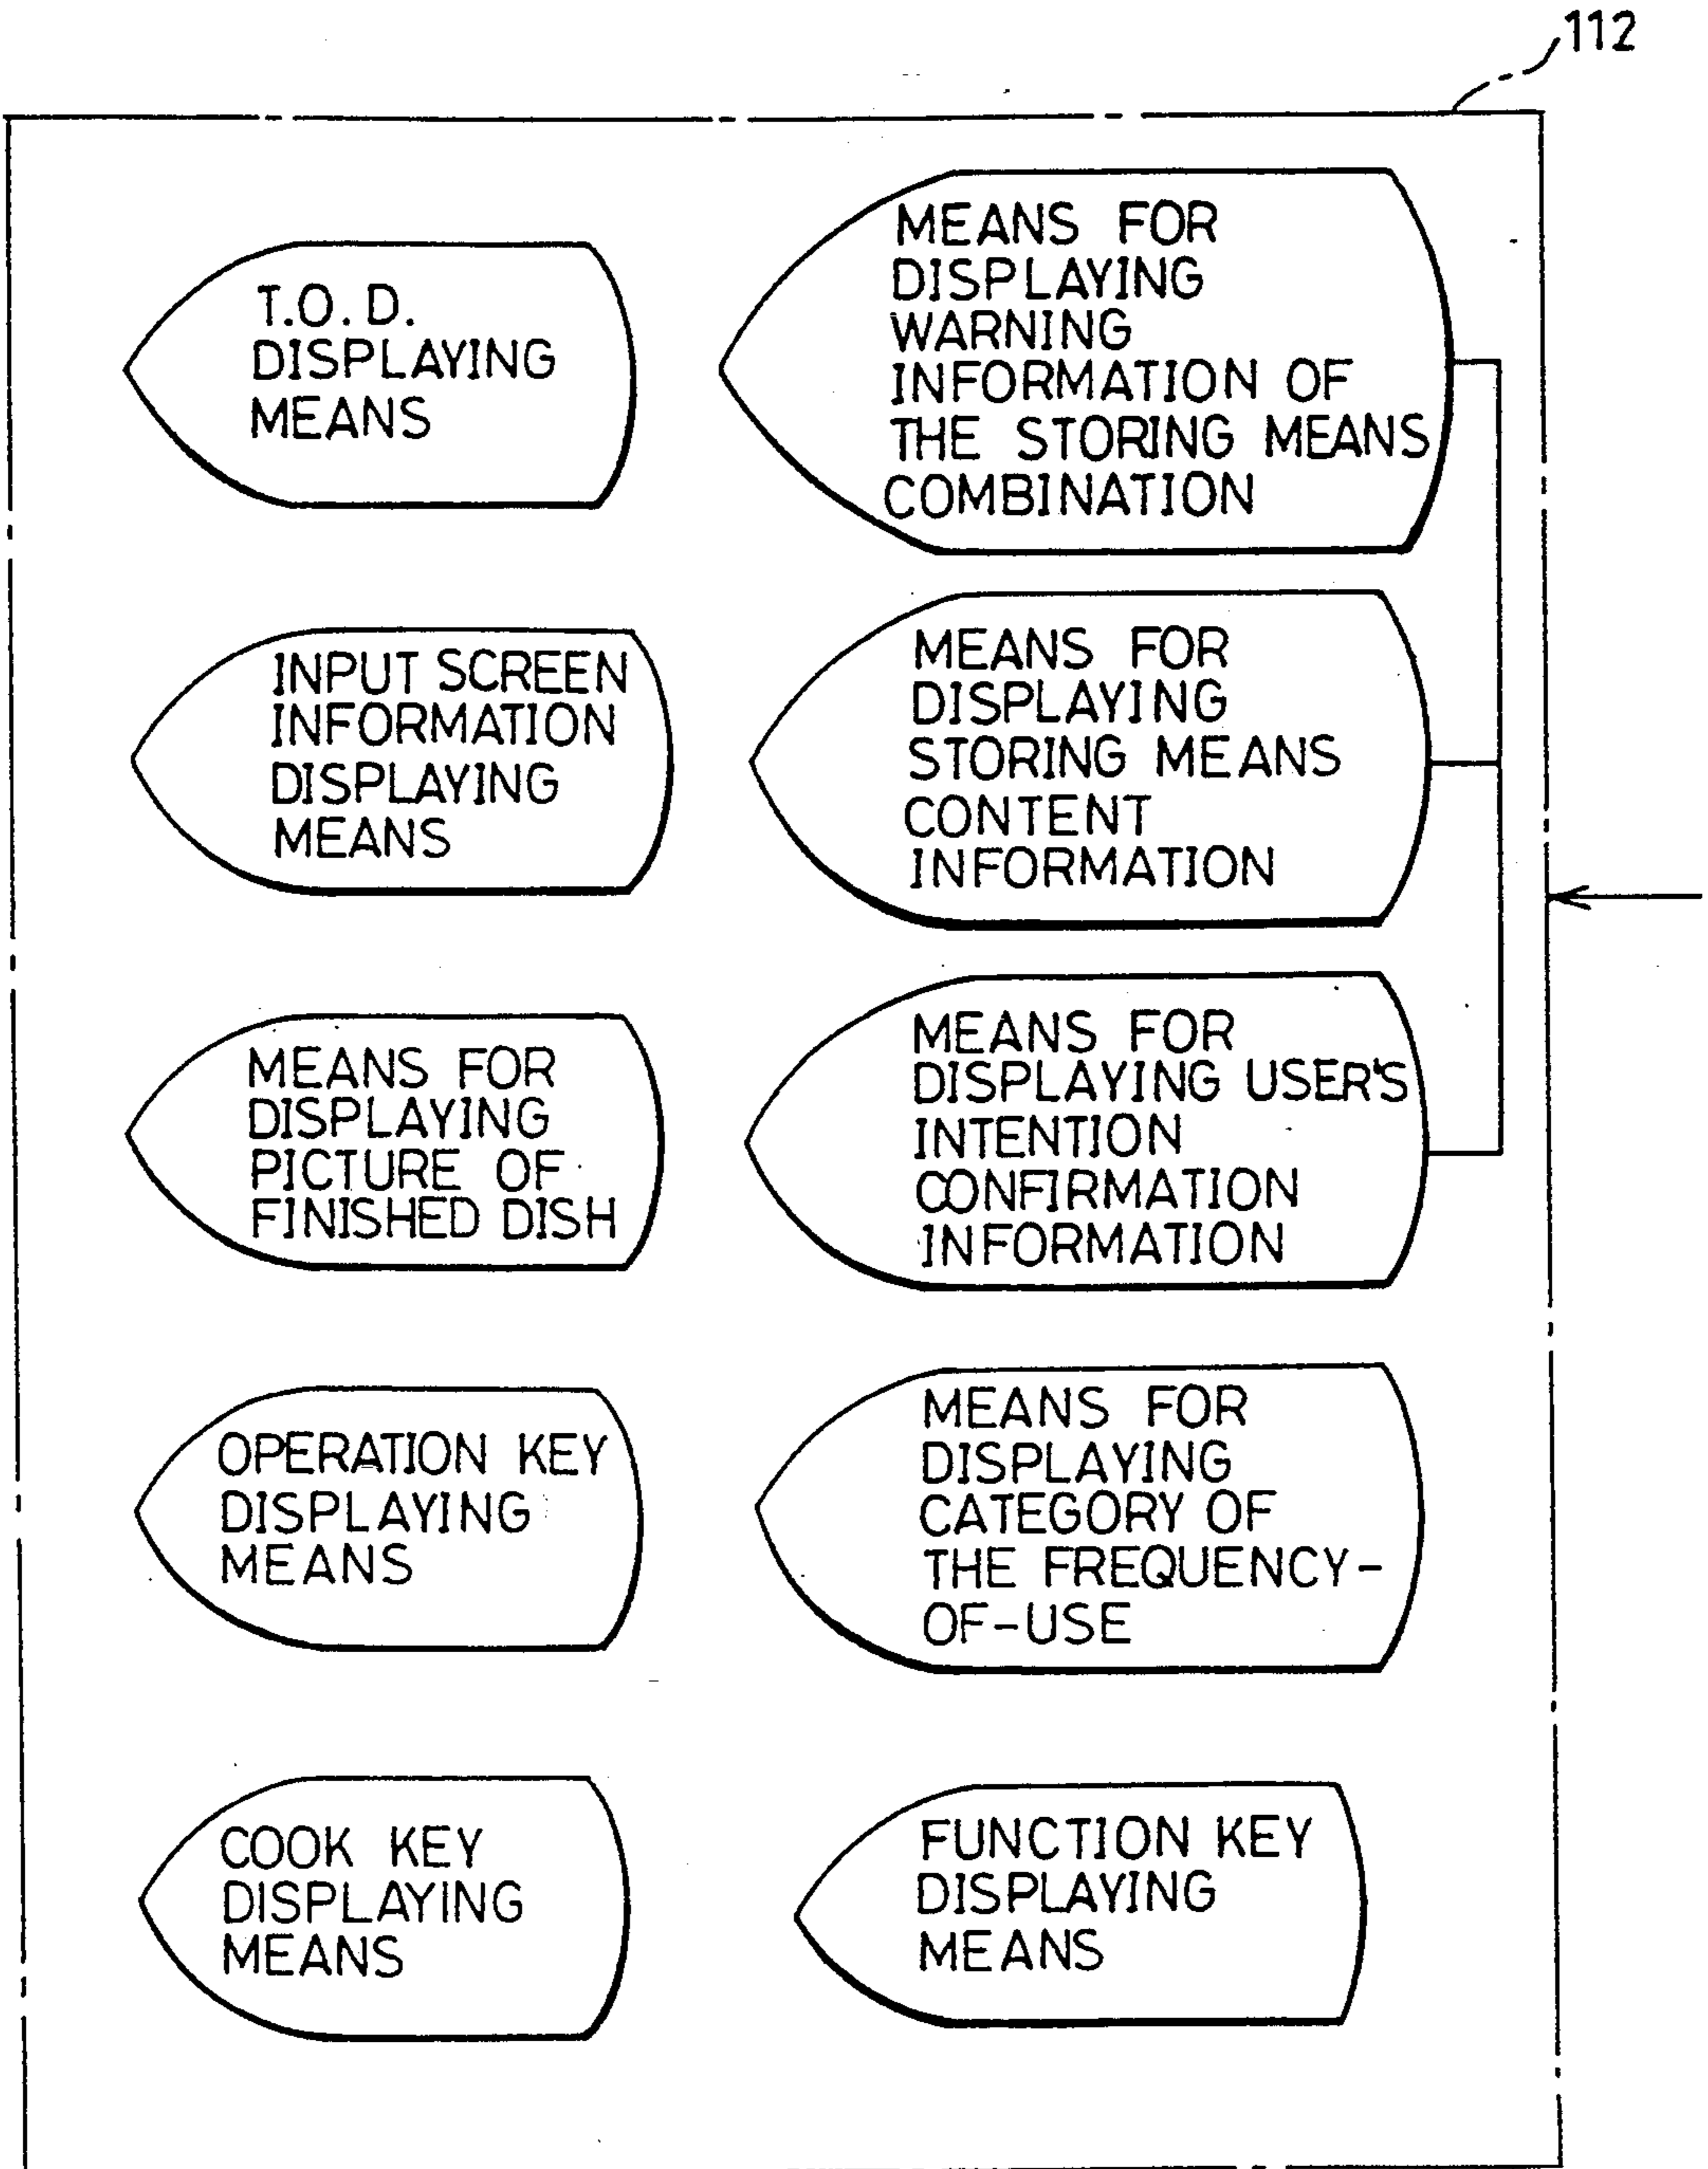 112
T.O.D.
DISPLAYING
MEANS
MEANS FOR
DISPLAYING
WARNING
INFORMATION OF
THE STORING MEANS
COMBINATION
INPUT SCREEN
INFORMATION
DISPLAYING
MEANS
MEANS FOR
DISPLAYING
STORING MEANS
CONTENT
INFORMATION
MEANS FOR
DISPLAYING
PICTURE OF
FINISHED DISH
MEANS FOR
DISPLAYING USER'S
INTENTION
CONFIRMATION
INFORMATION
OPERATION KEY
DISPLAYING
MEANS
MEANS FOR
DISPLAYING
CATEGORY OF
THE FREQUENCY-
OF-USE
COOK KEY
DISPLAYING
MEANS
FUNCTION KEY
DISPLAYING
MEANS